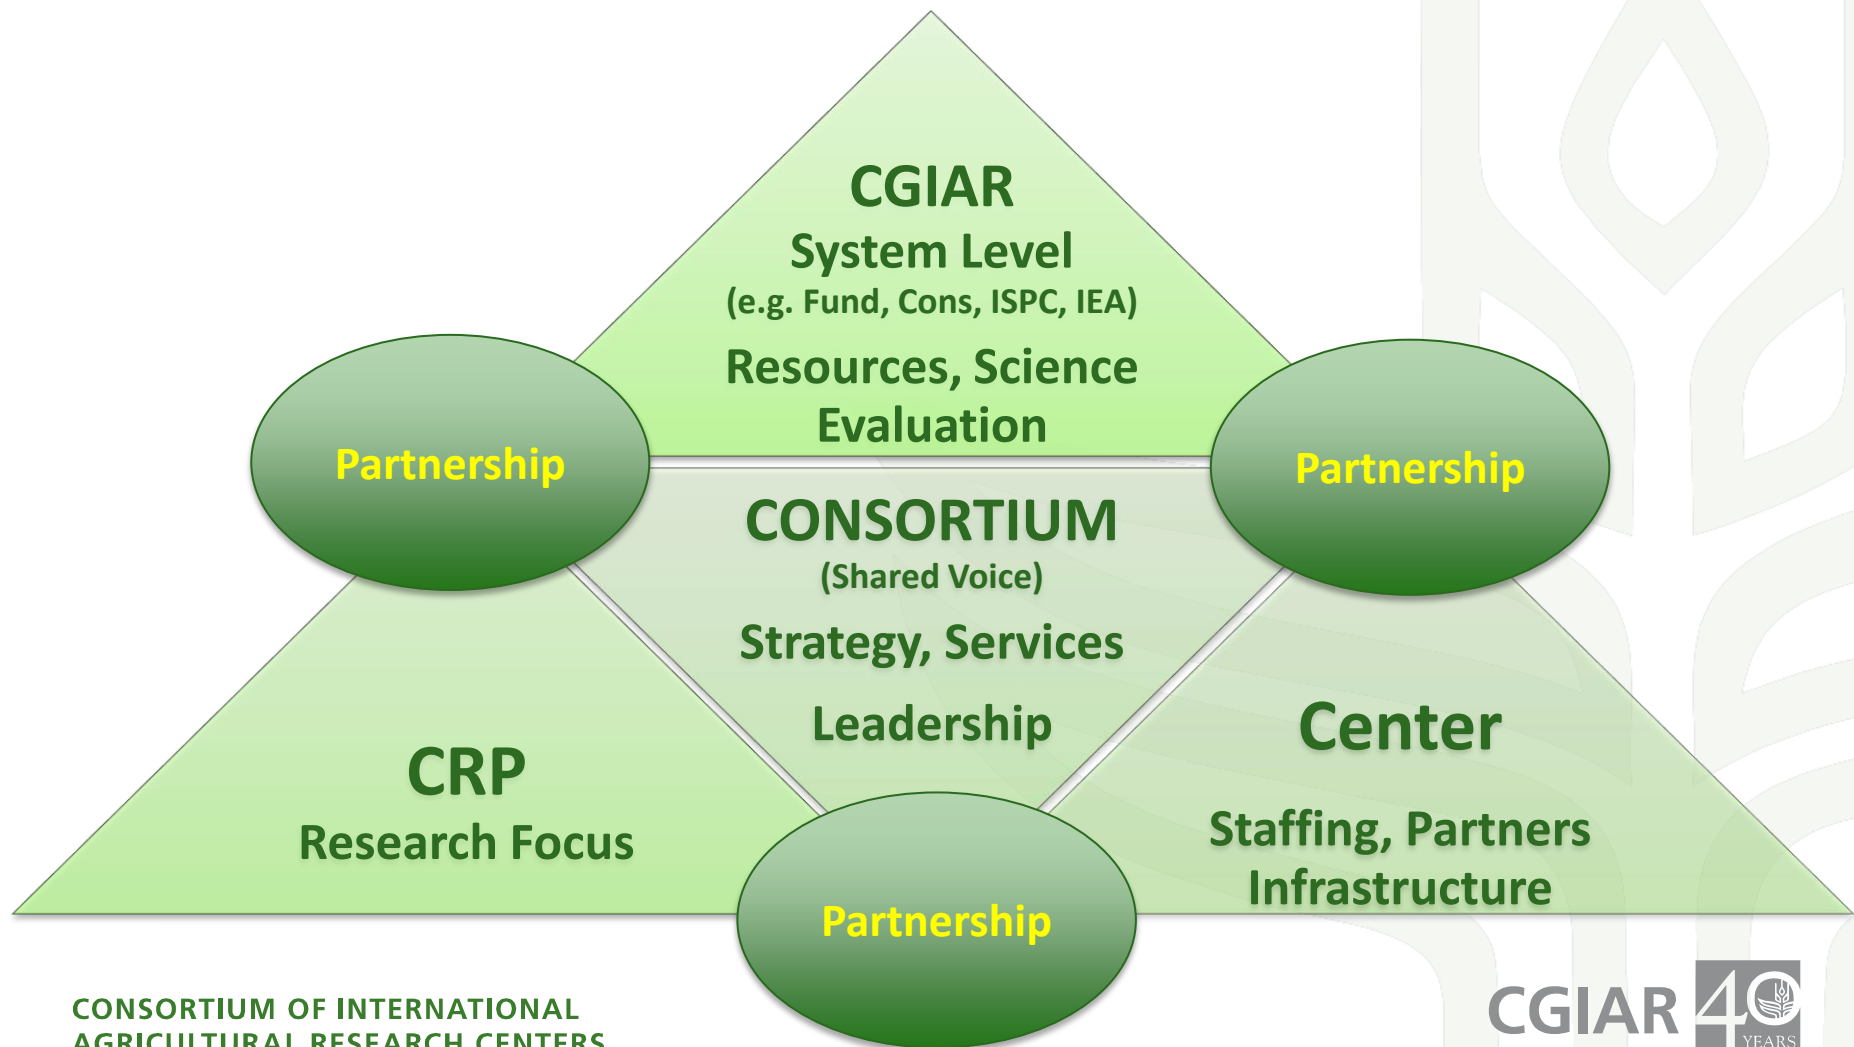 CGIAR
System Level
(e.g. Fund, Cons, ISPC, IEA)
Resources, Science
Evaluation
Partnership
Partnership
CONSORTIUM
(Shared Voice)
Strategy, Services
Leadership
CRP
Research Focus
Center
Staffing, Partners
Infrastructure
Partnership
CONSORTIUM OF INTERNATIONAL
AGRICULTURAL RESEARCH CENTERS
CGIAR 40
YEARS